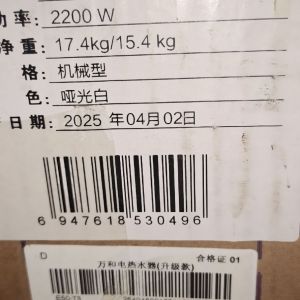 率: 2200 W
净重: 17.4kg/15.4 kg
格: 机械型
色: 哑光白
日期: 2025 年04月02日
6 947618 530496
D
万和电热水器(升级款)
合格证 01